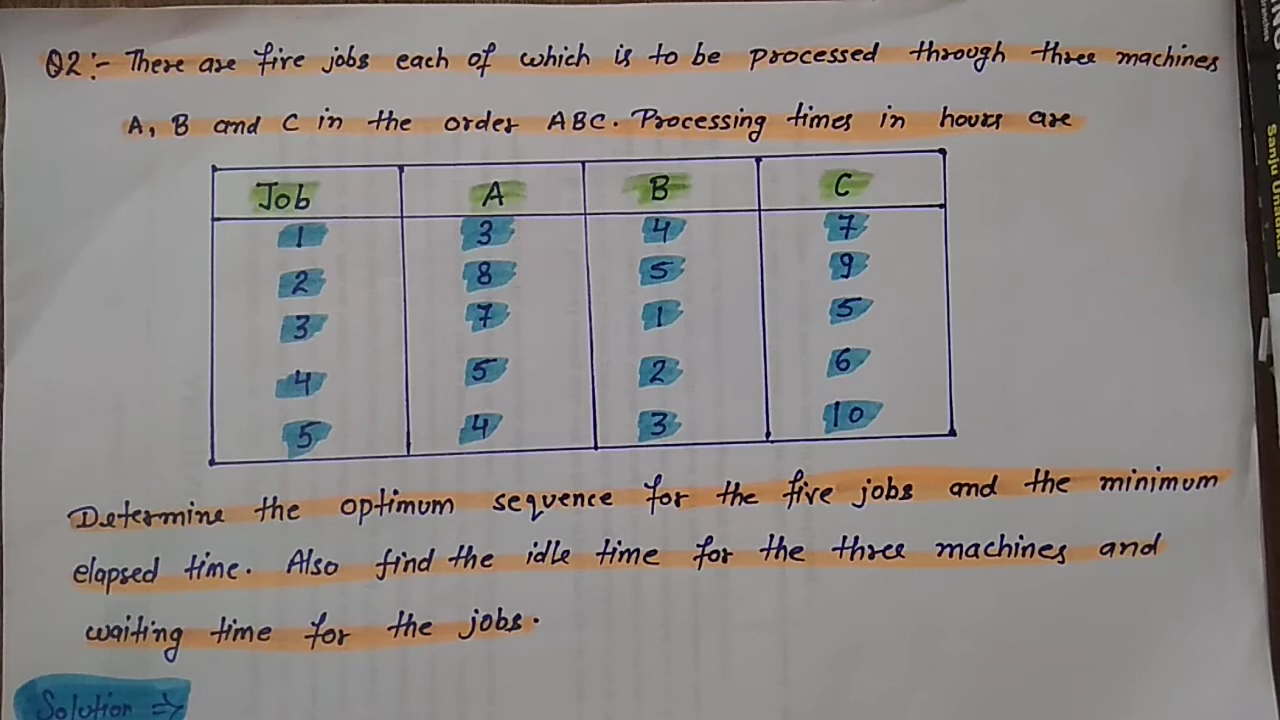 Q2:- There are five jobs each of which is to be processed through three machines
A, B and C in the order ABC. Processing times in hours are
Job A B C
1 3 4 7
2 8 5 9
3 7 1 5
4 5 2 6
5 4 3 10
Determine the optimum sequence for the five jobs and the minimum
elapsed time. Also find the idle time for the three machines and
waiting time for the jobs.
Solution ⇒